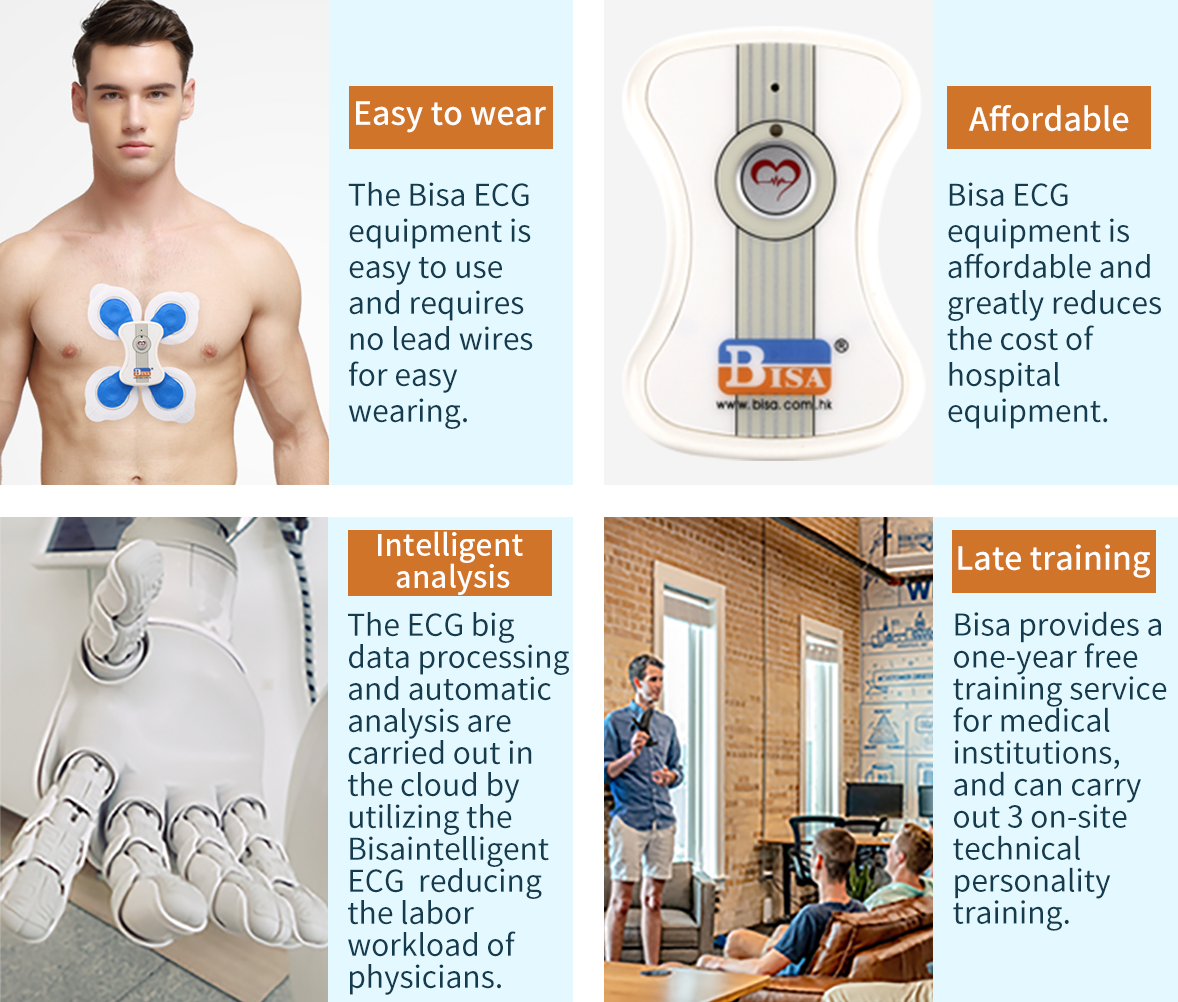 Easy to wear
The Bisa ECG
equipment is
easy to use
and requires
no lead wires
for easy
wearing.
BISA
®
www.bisa.com.hk
Affordable
Bisa ECG
equipment is
affordable and
greatly reduces
the cost of
hospital
equipment.
Intelligent
analysis
The ECG big
data processing
and automatic
analysis are
carried out in
the cloud by
utilizing the
Bisaintelligent
ECG  reducing
the labor
workload of
physicians.
W
Late training
Bisa provides a
one-year free
training service
for medical
institutions,
and can carry
out 3 on-site
technical
personality
training.